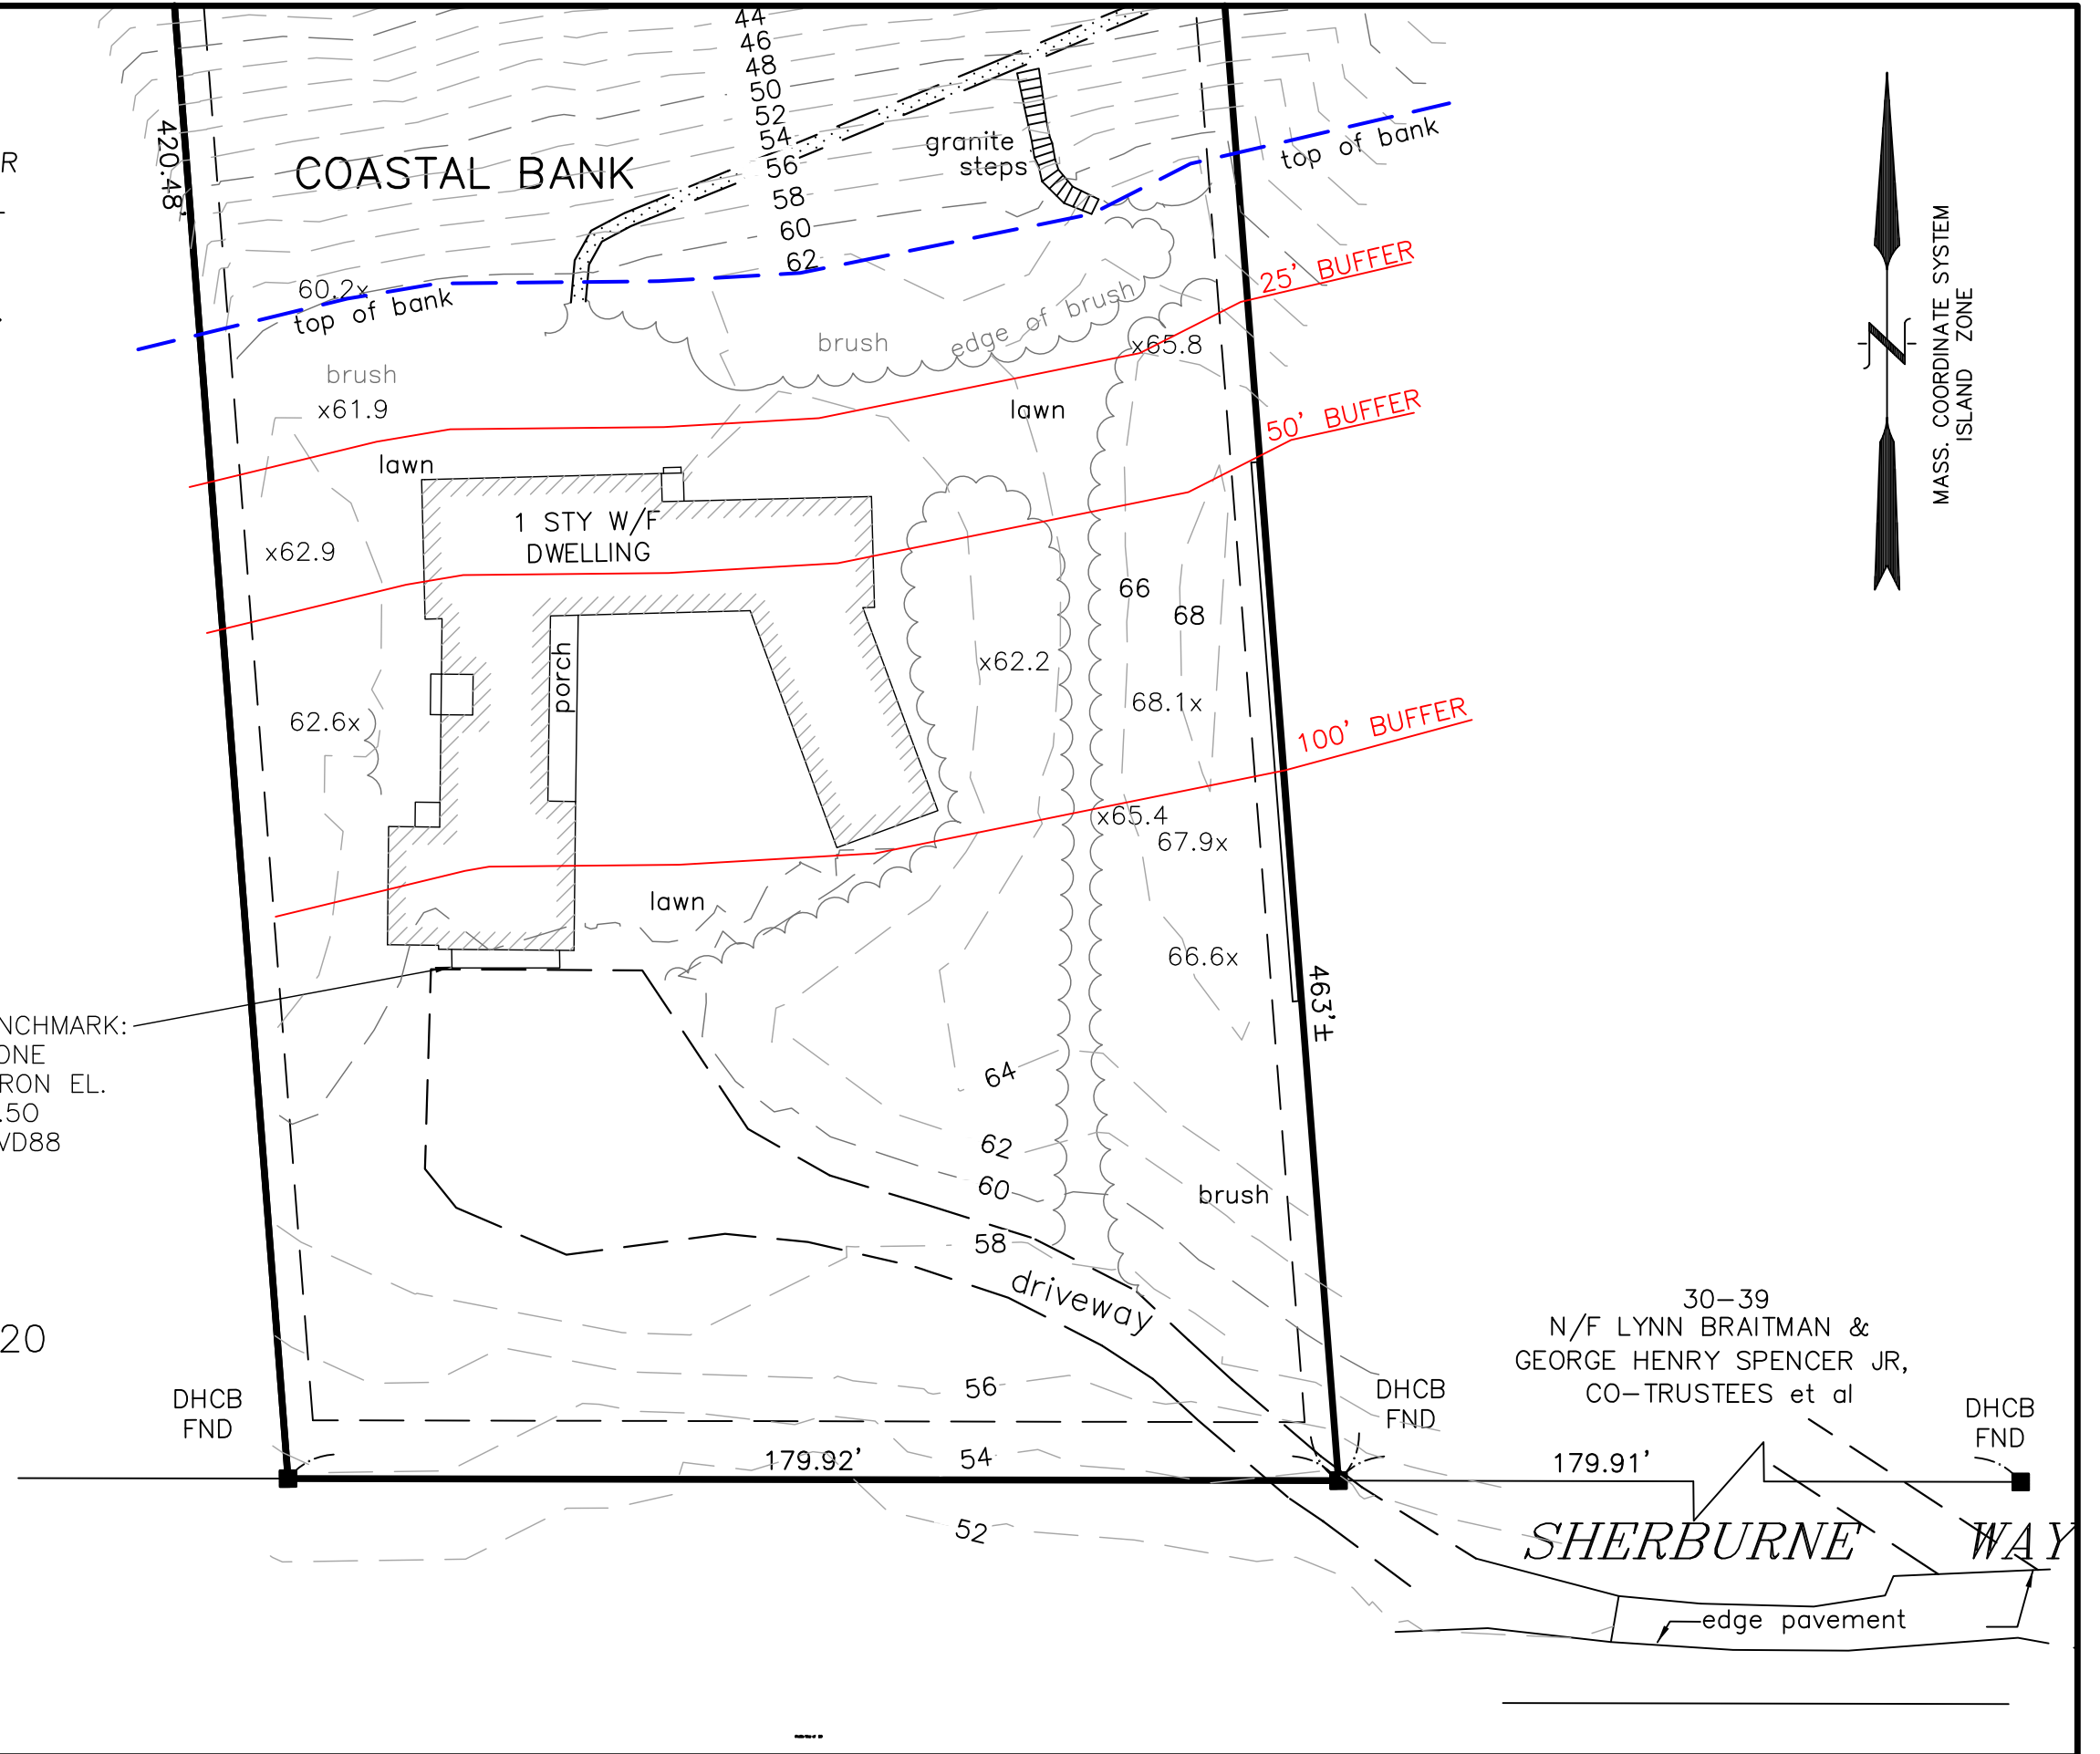 44
46
48
50
52
54
56
58
60
62
R
420.48'
COASTAL BANK
granite
steps
top of bank
60.2x
top of bank
25' BUFFER
brush
edge of brush
x65.8
brush
x61.9
lawn
50' BUFFER
lawn
1 STY W/F
DWELLING
x62.9
66
68
porch
x62.2
62.6x
68.1x
100' BUFFER
x65.4
67.9x
lawn
66.6x
463'±
NCHMARK:
ONE
RON EL.
.50
VD88
64
62
60
brush
58
driveway
20
56
54
52
DHCB
FND
179.92'
DHCB
FND
30-39
N/F LYNN BRAITMAN &
GEORGE HENRY SPENCER JR,
CO-TRUSTEES et al
DHCB
FND
179.91'
SHERBURNE WAY
edge pavement
N
MASS. COORDINATE SYSTEM
ISLAND ZONE